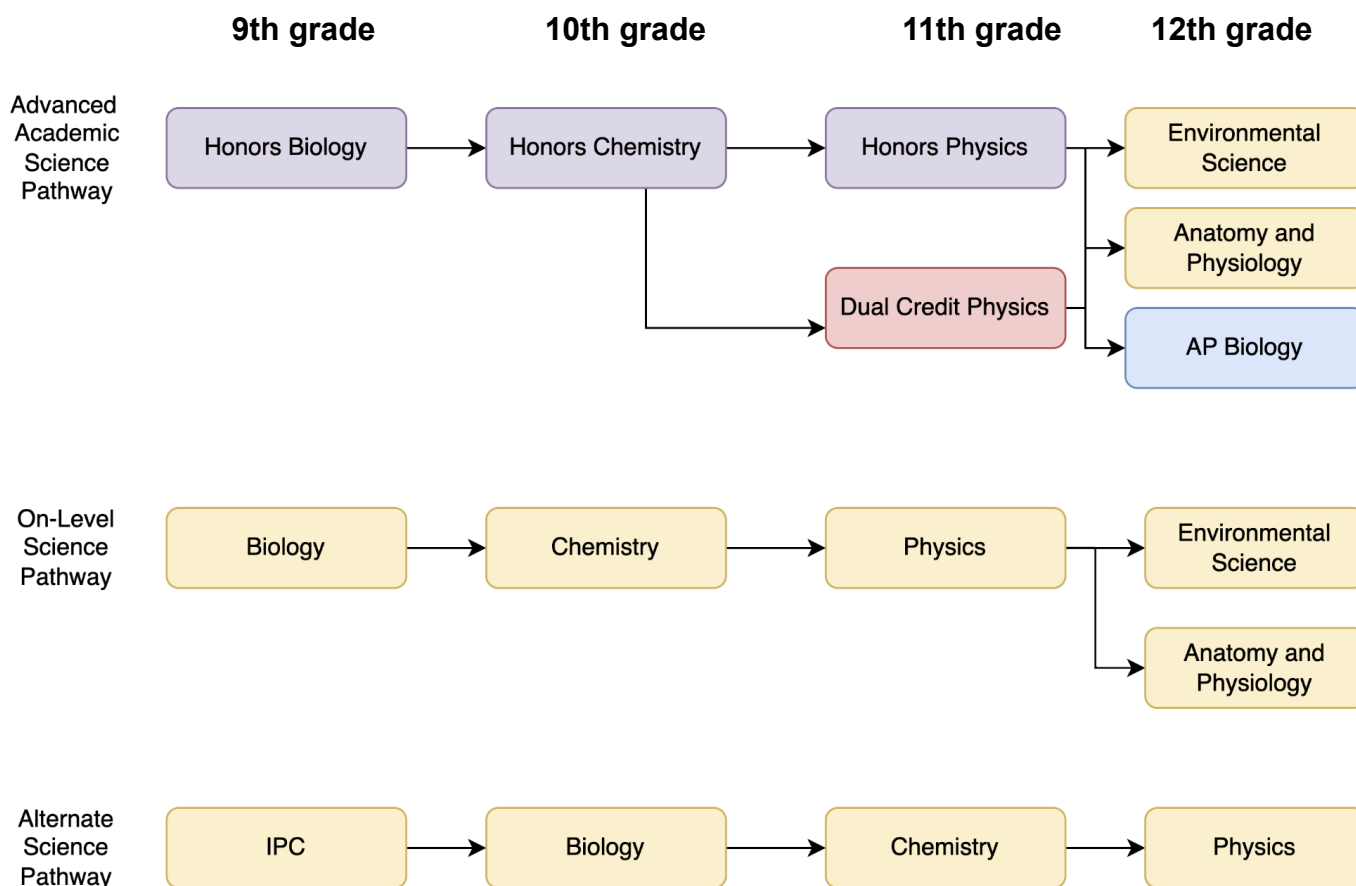 9th grade 10th grade 11th grade 12th grade
Advanced
Academic
Science
Pathway
Honors Biology
Honors Chemistry
Honors Physics
Environmental
Science
Anatomy and
Physiology
Dual Credit Physics
AP Biology
On-Level
Science
Pathway
Biology
Chemistry
Physics
Environmental
Science
Anatomy and
Physiology
Alternate
Science
Pathway
IPC
Biology
Chemistry
Physics